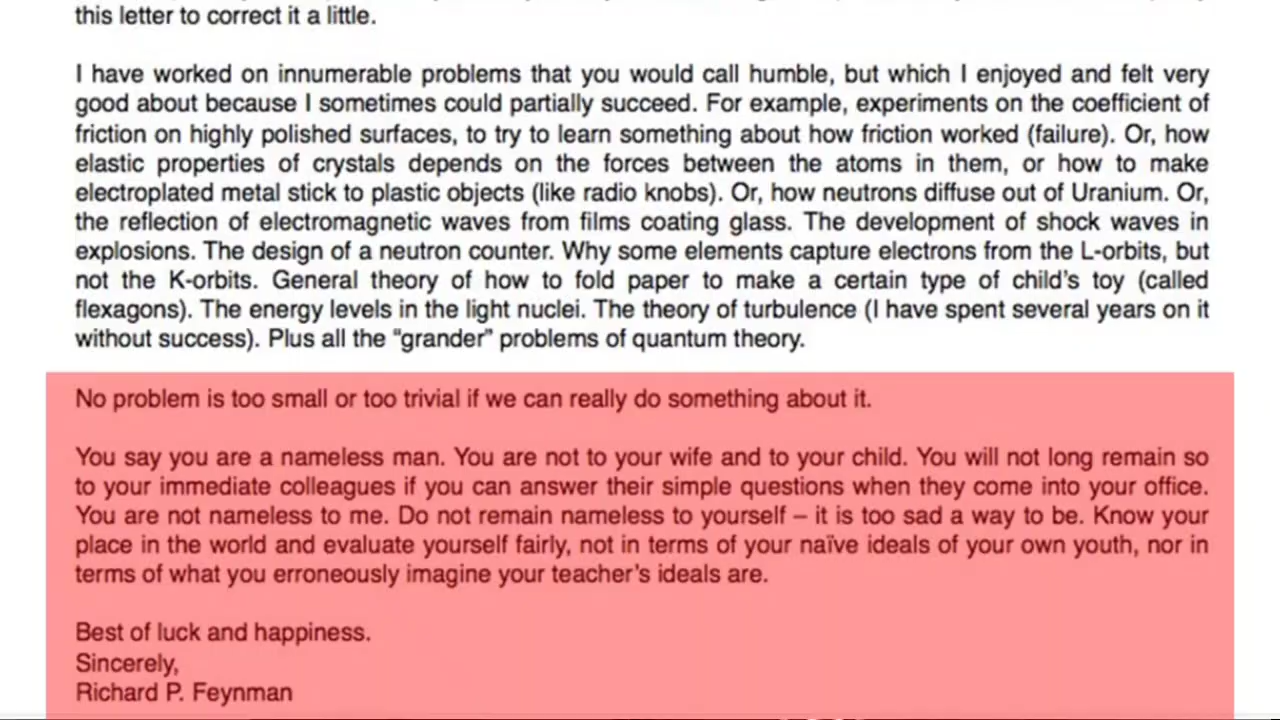 this letter to correct it a little.
I have worked on innumerable problems that you would call humble, but which I enjoyed and felt very
good about because I sometimes could partially succeed. For example, experiments on the coefficient of
friction on highly polished surfaces, to try to learn something about how friction worked (failure). Or, how
elastic properties of crystals depends on the forces between the atoms in them, or how to make
electroplated metal stick to plastic objects (like radio knobs). Or, how neutrons diffuse out of Uranium. Or,
the reflection of electromagnetic waves from films coating glass. The development of shock waves in
explosions. The design of a neutron counter. Why some elements capture electrons from the L-orbits, but
not the K-orbits. General theory of how to fold paper to make a certain type of child's toy (called
flexagons). The energy levels in the light nuclei. The theory of turbulence (I have spent several years on it
without success). Plus all the “grander” problems of quantum theory.
No problem is too small or too trivial if we can really do something about it.
You say you are a nameless man. You are not to your wife and to your child. You will not long remain so
to your immediate colleagues if you can answer their simple questions when they come into your office.
You are not nameless to me. Do not remain nameless to yourself – it is too sad a way to be. Know your
place in the world and evaluate yourself fairly, not in terms of your naïve ideals of your own youth, nor in
terms of what you erroneously imagine your teacher's ideals are.
Best of luck and happiness.
Sincerely,
Richard P. Feynman